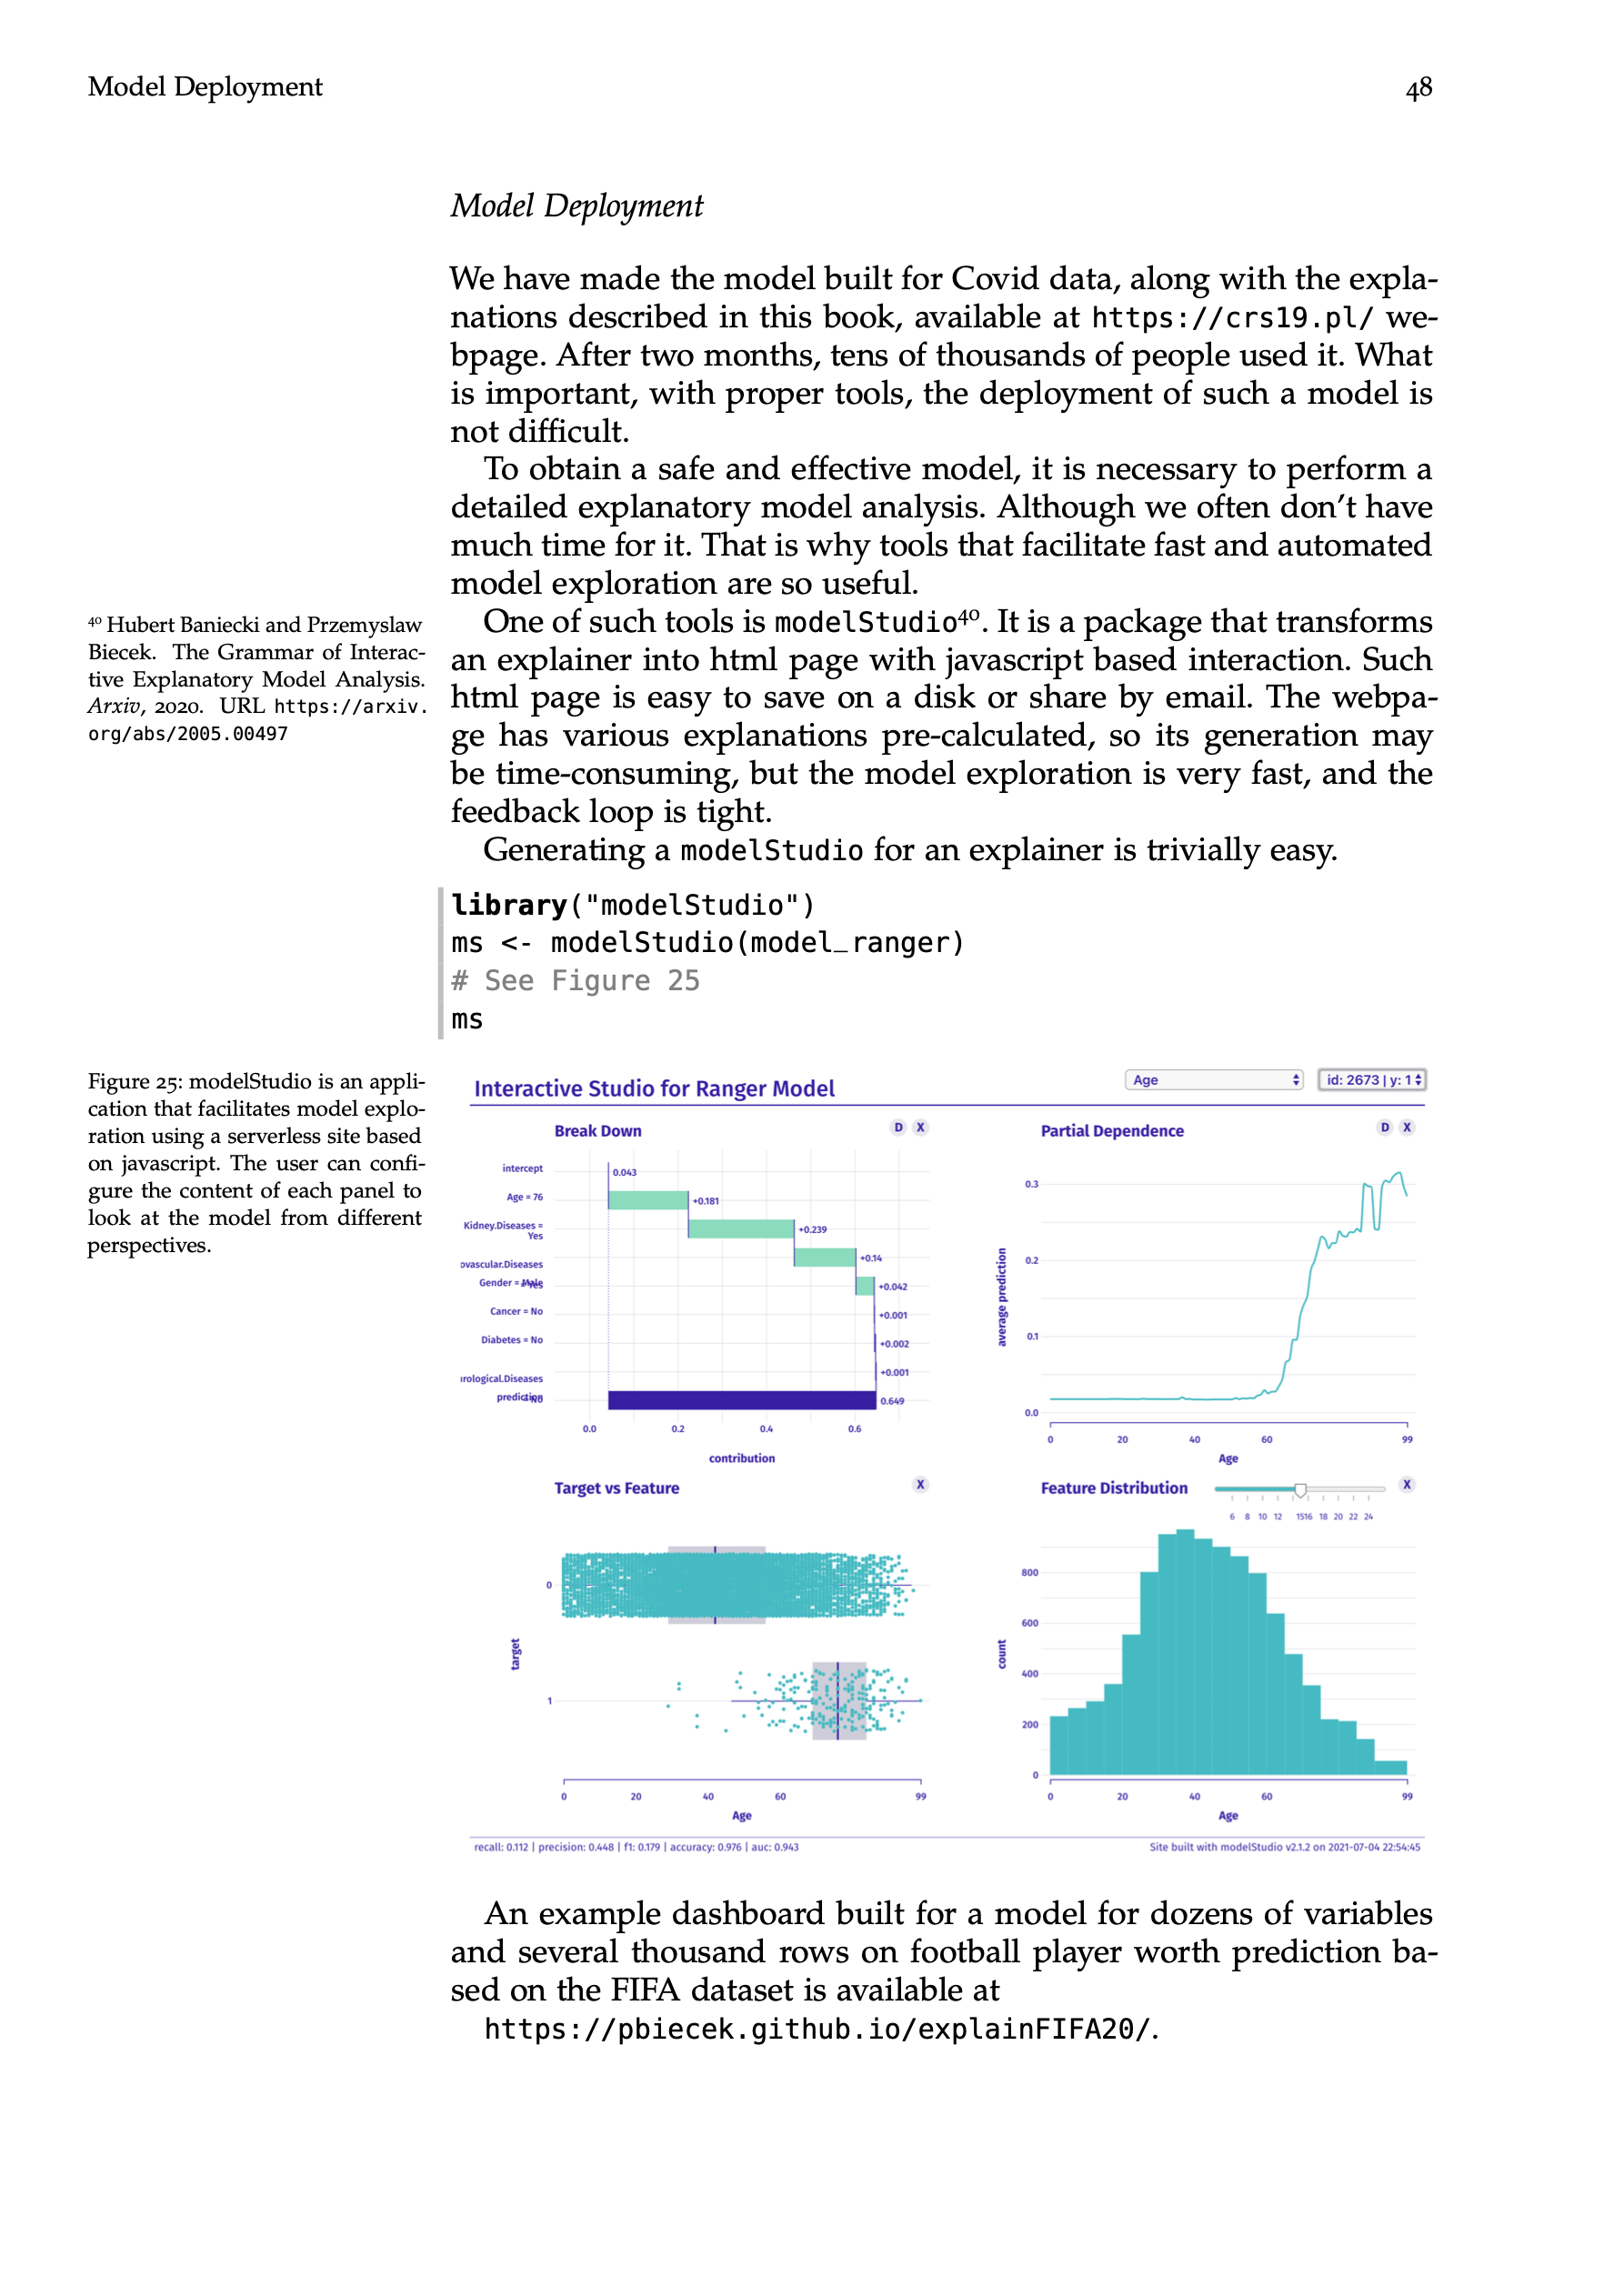 Model Deployment
48
Model Deployment
We have made the model built for Covid data, along with the expla-
nations described in this book, available at https://crs19.pl/ we-
bpage. After two months, tens of thousands of people used it. What
is important, with proper tools, the deployment of such a model is
not difficult.
To obtain a safe and effective model, it is necessary to perform a
detailed explanatory model analysis. Although we often don't have
much time for it. That is why tools that facilitate fast and automated
model exploration are so useful.
One of such tools is modelStudio⁴⁰. It is a package that transforms
an explainer into html page with javascript based interaction. Such
html page is easy to save on a disk or share by email. The webpa-
ge has various explanations pre-calculated, so its generation may
be time-consuming, but the model exploration is very fast, and the
feedback loop is tight.
Generating a modelStudio for an explainer is trivially easy.
⁴⁰ Hubert Baniecki and Przemyslaw
Biecek. The Grammar of Interac-
tive Explanatory Model Analysis.
Arxiv, 2020. URL https://arxiv.
org/abs/2005.00497
library("modelStudio")
ms <- modelStudio(model_ranger)
# See Figure 25
ms
Figure 25: modelStudio is an appli-
cation that facilitates model explo-
ration using a serverless site based
on javascript. The user can confi-
gure the content of each panel to
look at the model from different
perspectives.
Interactive Studio for Ranger Model
Age
id: 2673 | y: 1
Break Down
D X
intercept
0.043
Age = 76
+0.181
Kidney.Diseases =
Yes
+0.239
ovascular.Diseases
= Yes
+0.14
Gender = Male
+0.042
Cancer = No
+0.001
Diabetes = No
+0.002
urological.Diseases
= No
+0.001
prediction
0.649
0.0 0.2 0.4 0.6
contribution
Partial Dependence
D X
average prediction
0.3
0.2
0.1
0.0
0 20 40 60 99
Age
Target vs Feature
X
target
0
1
0 20 40 60 99
Age
Feature Distribution
X
6 8 10 12 1516 18 20 22 24
count
800
600
400
200
0
0 20 40 60 99
Age
recall: 0.112 | precision: 0.448 | f1: 0.179 | accuracy: 0.976 | auc: 0.943
Site built with modelStudio v2.1.2 on 2021-07-04 22:54:45
An example dashboard built for a model for dozens of variables
and several thousand rows on football player worth prediction ba-
sed on the FIFA dataset is available at
https://pbiecek.github.io/explainFIFA20/.